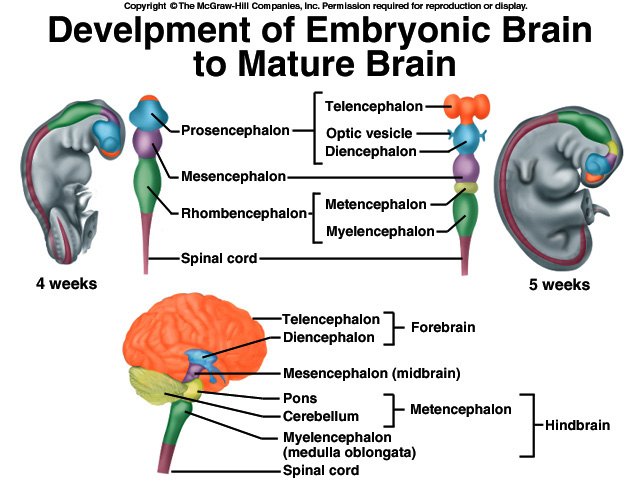 Copyright © The McGraw-Hill Companies, Inc. Permission required for reproduction or display.
Develpment of Embryonic Brain
to Mature Brain
Telencephalon
Prosencephalon
Optic vesicle
Diencephalon
Mesencephalon
Rhombencephalon
Metencephalon
Myelencephalon
Spinal cord
4 weeks
5 weeks
Telencephalon
Diencephalon
Forebrain
Mesencephalon (midbrain)
Pons
Cerebellum
Metencephalon
Hindbrain
Myelencephalon
(medulla oblongata)
Spinal cord